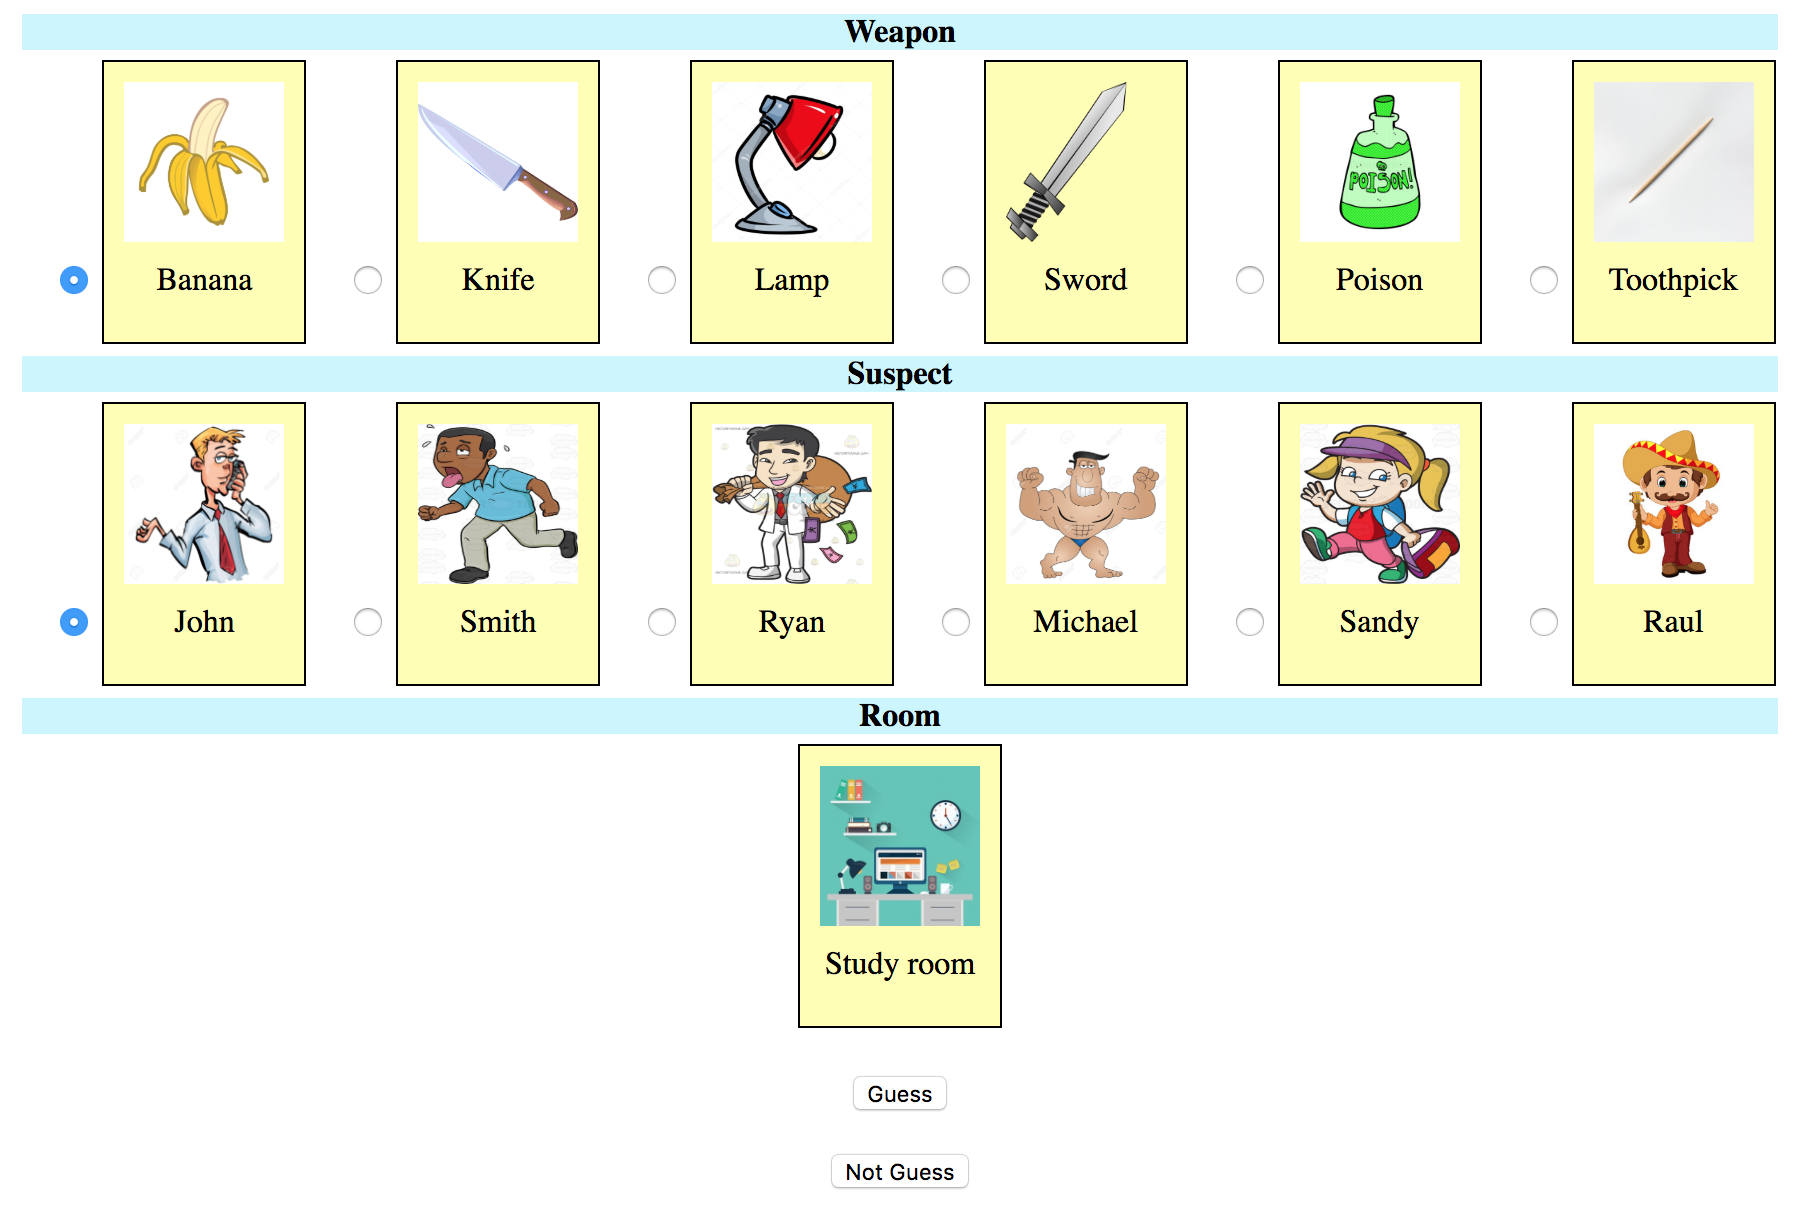 Weapon
Banana Knife Lamp Sword POISON! Poison Toothpick
Suspect
John Smith Ryan Michael Sandy Raul
Room
Study room
Guess
Not Guess